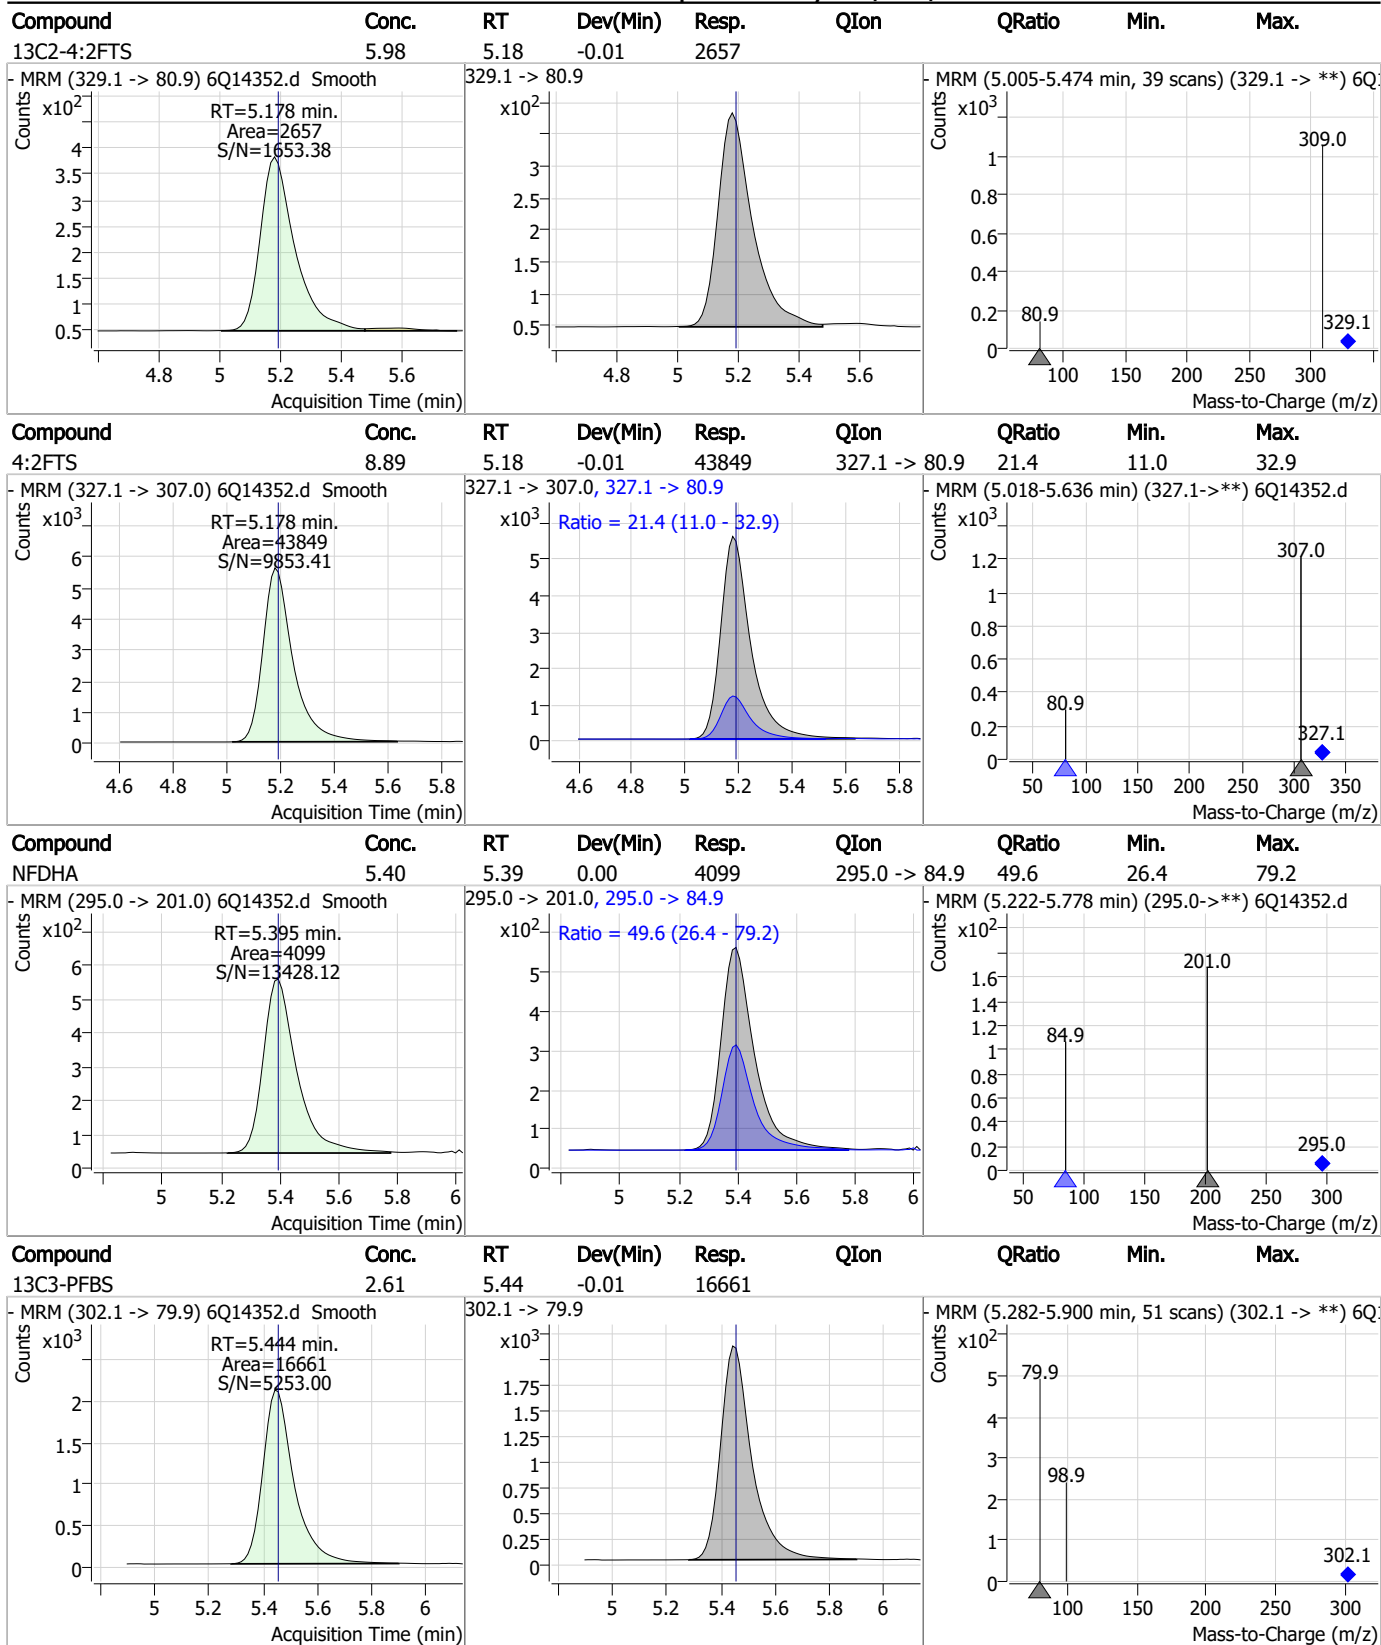 Compound Conc. RT Dev(Min) Resp. QIon QRatio Min. Max.
13C2-4:2FTS 5.98 5.18 -0.01 2657
- MRM (329.1 -> 80.9) 6Q14352.d Smooth
Counts
x10²
RT=5.178 min.
Area=2657
S/N=1653.38
4
3.5
3
2.5
2
1.5
1
0.5
4.8 5 5.2 5.4 5.6
Acquisition Time (min)
329.1 -> 80.9
x10²
3
2.5
2
1.5
1
0.5
4.8 5 5.2 5.4 5.6
- MRM (5.005-5.474 min, 39 scans) (329.1 -> **) 6Q1
Counts
x10³
309.0
1
0.8
0.6
0.4
0.2
0
80.9
329.1
100 150 200 250 300
Mass-to-Charge (m/z)
Compound Conc. RT Dev(Min) Resp. QIon QRatio Min. Max.
4:2FTS 8.89 5.18 -0.01 43849 327.1 -> 80.9 21.4 11.0 32.9
- MRM (327.1 -> 307.0) 6Q14352.d Smooth
Counts
x10³
RT=5.178 min.
Area=43849
S/N=9853.41
6
5
4
3
2
1
0
4.6 4.8 5 5.2 5.4 5.6 5.8
Acquisition Time (min)
327.1 -> 307.0, 327.1 -> 80.9
x10³
Ratio = 21.4 (11.0 - 32.9)
5
4
3
2
1
0
4.6 4.8 5 5.2 5.4 5.6 5.8
- MRM (5.018-5.636 min) (327.1->**) 6Q14352.d
Counts
x10³
307.0
1.2
1
0.8
0.6
0.4
0.2
0
80.9
327.1
50 100 150 200 250 300 350
Mass-to-Charge (m/z)
Compound Conc. RT Dev(Min) Resp. QIon QRatio Min. Max.
NFDHA 5.40 5.39 0.00 4099 295.0 -> 84.9 49.6 26.4 79.2
- MRM (295.0 -> 201.0) 6Q14352.d Smooth
Counts
x10²
RT=5.395 min.
Area=4099
S/N=13428.12
6
5
4
3
2
1
0
5 5.2 5.4 5.6 5.8 6
Acquisition Time (min)
295.0 -> 201.0, 295.0 -> 84.9
x10²
Ratio = 49.6 (26.4 - 79.2)
5
4
3
2
1
0
5 5.2 5.4 5.6 5.8 6
- MRM (5.222-5.778 min) (295.0->**) 6Q14352.d
Counts
x10²
201.0
1.6
1.4
1.2
1
0.8
0.6
0.4
0.2
0
84.9
295.0
50 100 150 200 250 300
Mass-to-Charge (m/z)
Compound Conc. RT Dev(Min) Resp. QIon QRatio Min. Max.
13C3-PFBS 2.61 5.44 -0.01 16661
- MRM (302.1 -> 79.9) 6Q14352.d Smooth
Counts
x10³
RT=5.444 min.
Area=16661
S/N=5253.00
2
1.5
1
0.5
0
5 5.2 5.4 5.6 5.8 6
Acquisition Time (min)
302.1 -> 79.9
x10³
1.75
1.5
1.25
1
0.75
0.5
0.25
0
5 5.2 5.4 5.6 5.8 6
- MRM (5.282-5.900 min, 51 scans) (302.1 -> **) 6Q1
Counts
x10²
79.9
5
4
3
2
1
0
98.9
302.1
100 150 200 250 300
Mass-to-Charge (m/z)